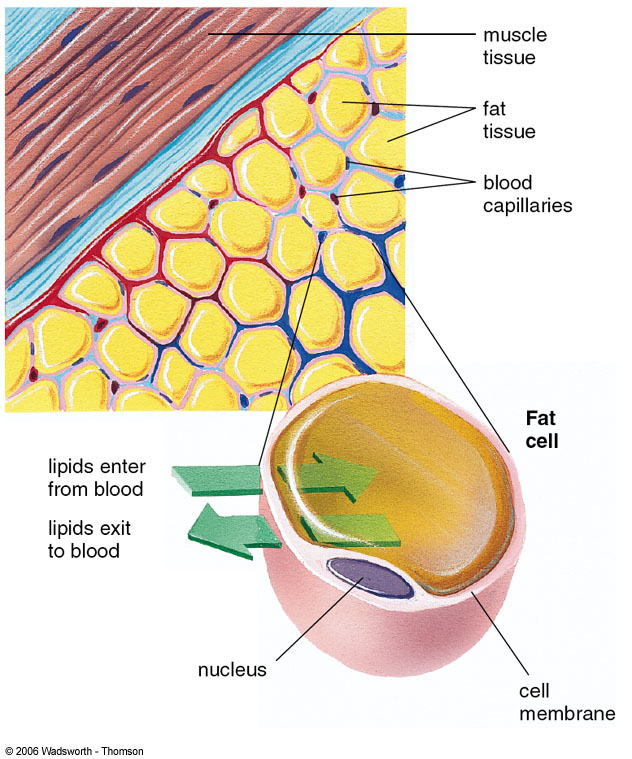 muscle
tissue
fat
tissue
blood
capillaries
Fat
cell
lipids enter
from blood
lipids exit
to blood
nucleus
cell
membrane
© 2006 Wadsworth - Thomson